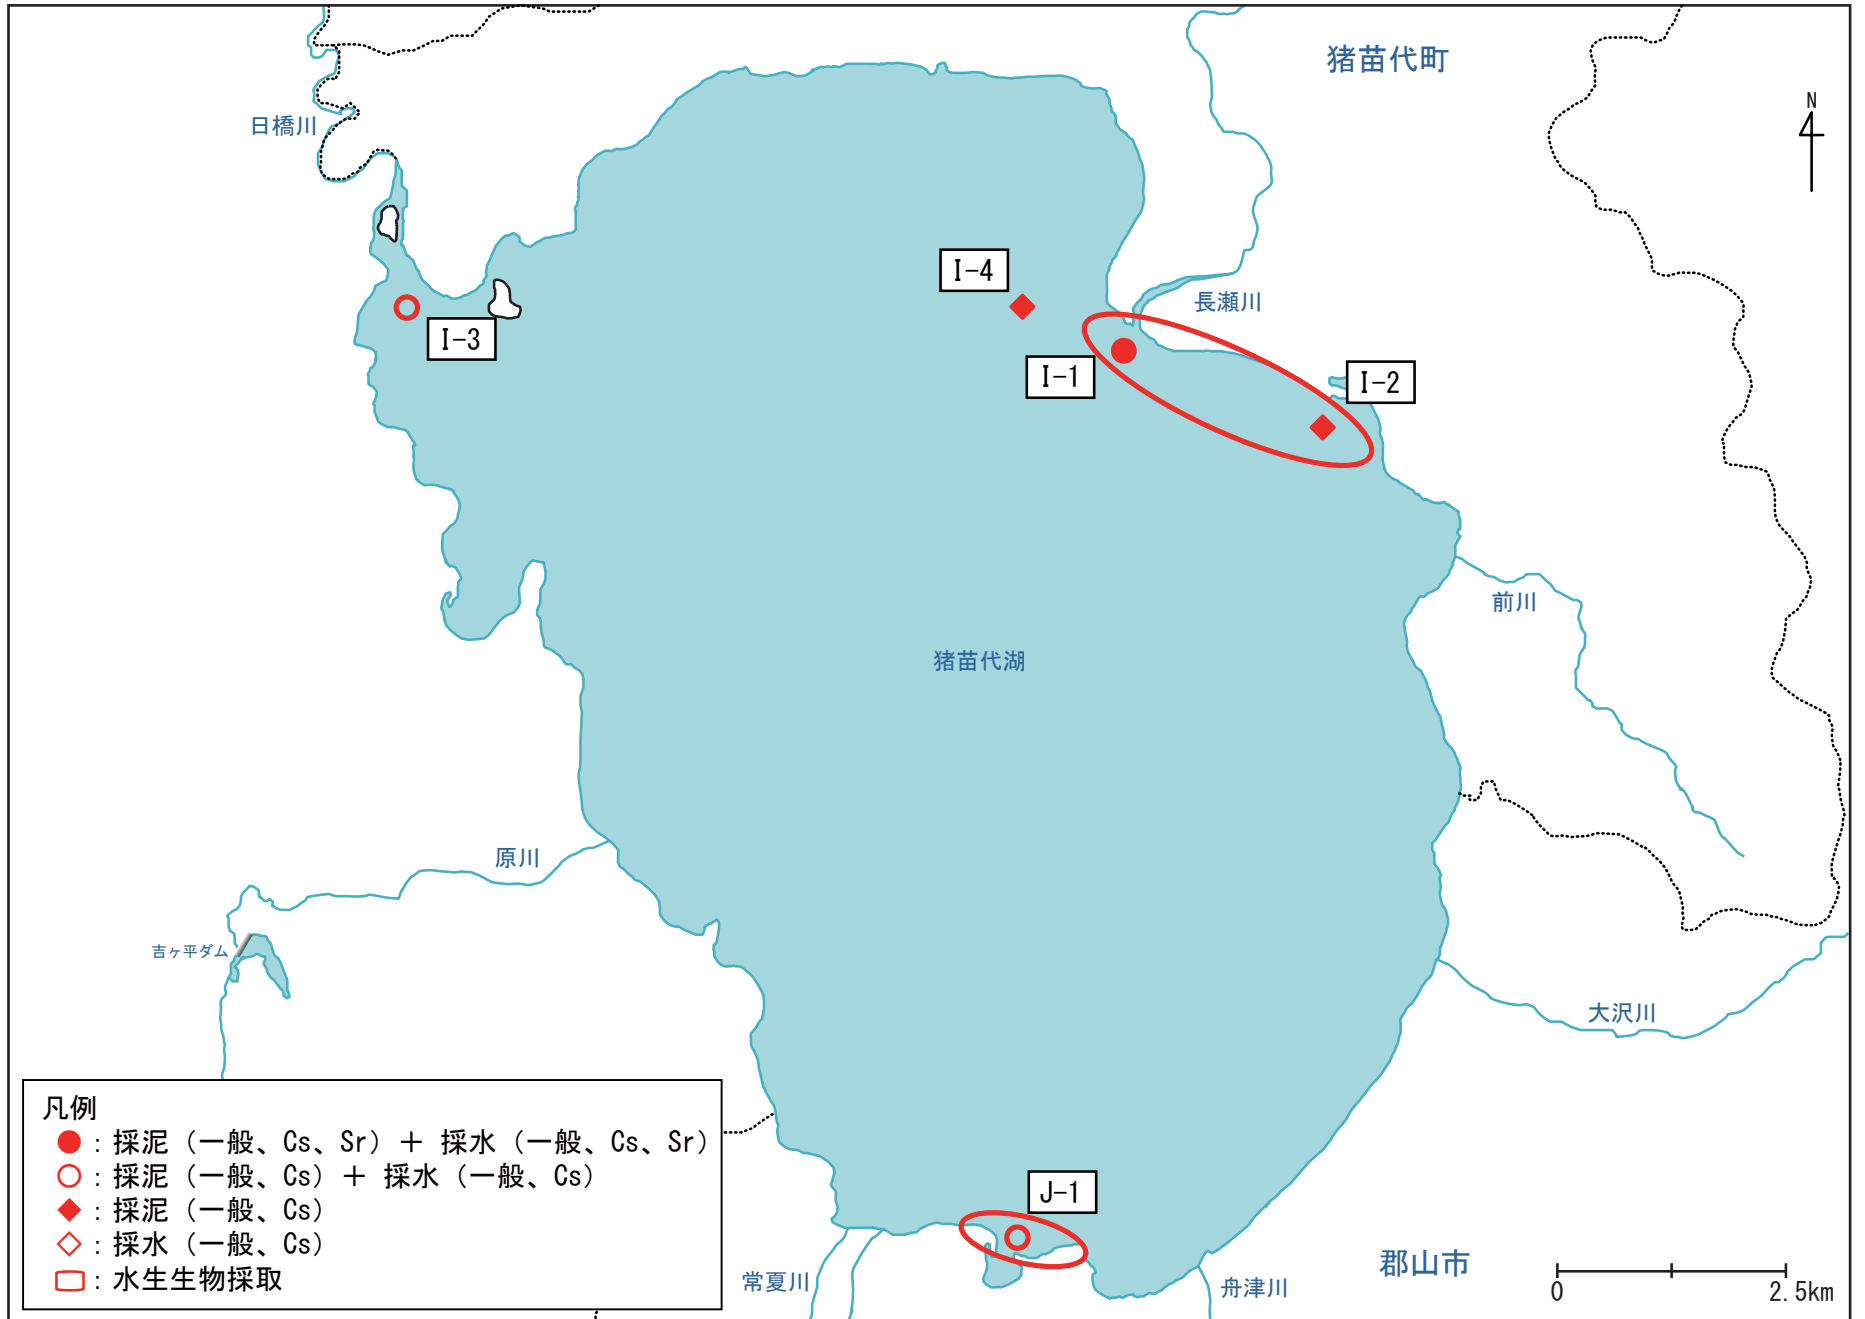 猪苗代町
N
日橋川
I-4
長瀬川
I-3
I-1
I-2
前川
猪苗代湖
原川
吉ヶ平ダム
大沢川
凡例
：採泥（一般、Cs、Sr）＋ 採水（一般、Cs、Sr）
：採泥（一般、Cs）＋ 採水（一般、Cs）
：採泥（一般、Cs）
：採水（一般、Cs）
：水生生物採取
J-1
常夏川
舟津川
郡山市
0
2.5km